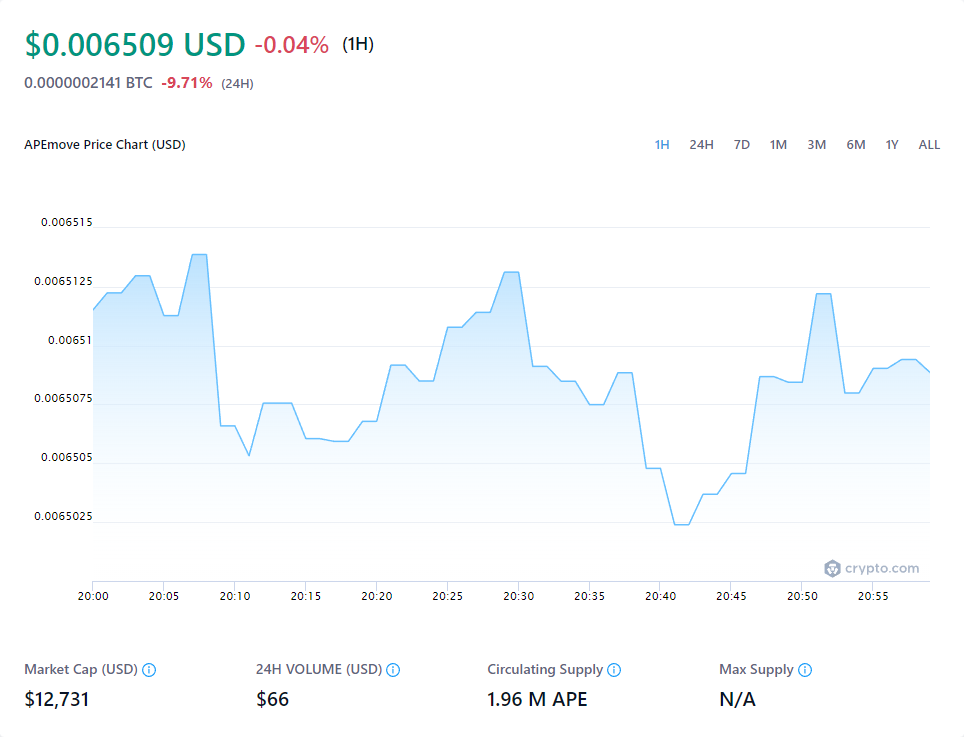 $0.006509 USD -0.04% (1H)
0.0000002141 BTC -9.71% (24H)
APEmove Price Chart (USD) 1H 24H 7D 1M 3M 6M 1Y ALL
0.006515
0.0065125
0.00651
0.0065075
0.006505
0.0065025
crypto.com
20:00 20:05 20:10 20:15 20:20 20:25 20:30 20:35 20:40 20:45 20:50 20:55
Market Cap (USD) 24H VOLUME (USD) Circulating Supply Max Supply
$12,731 $66 1.96 M APE N/A